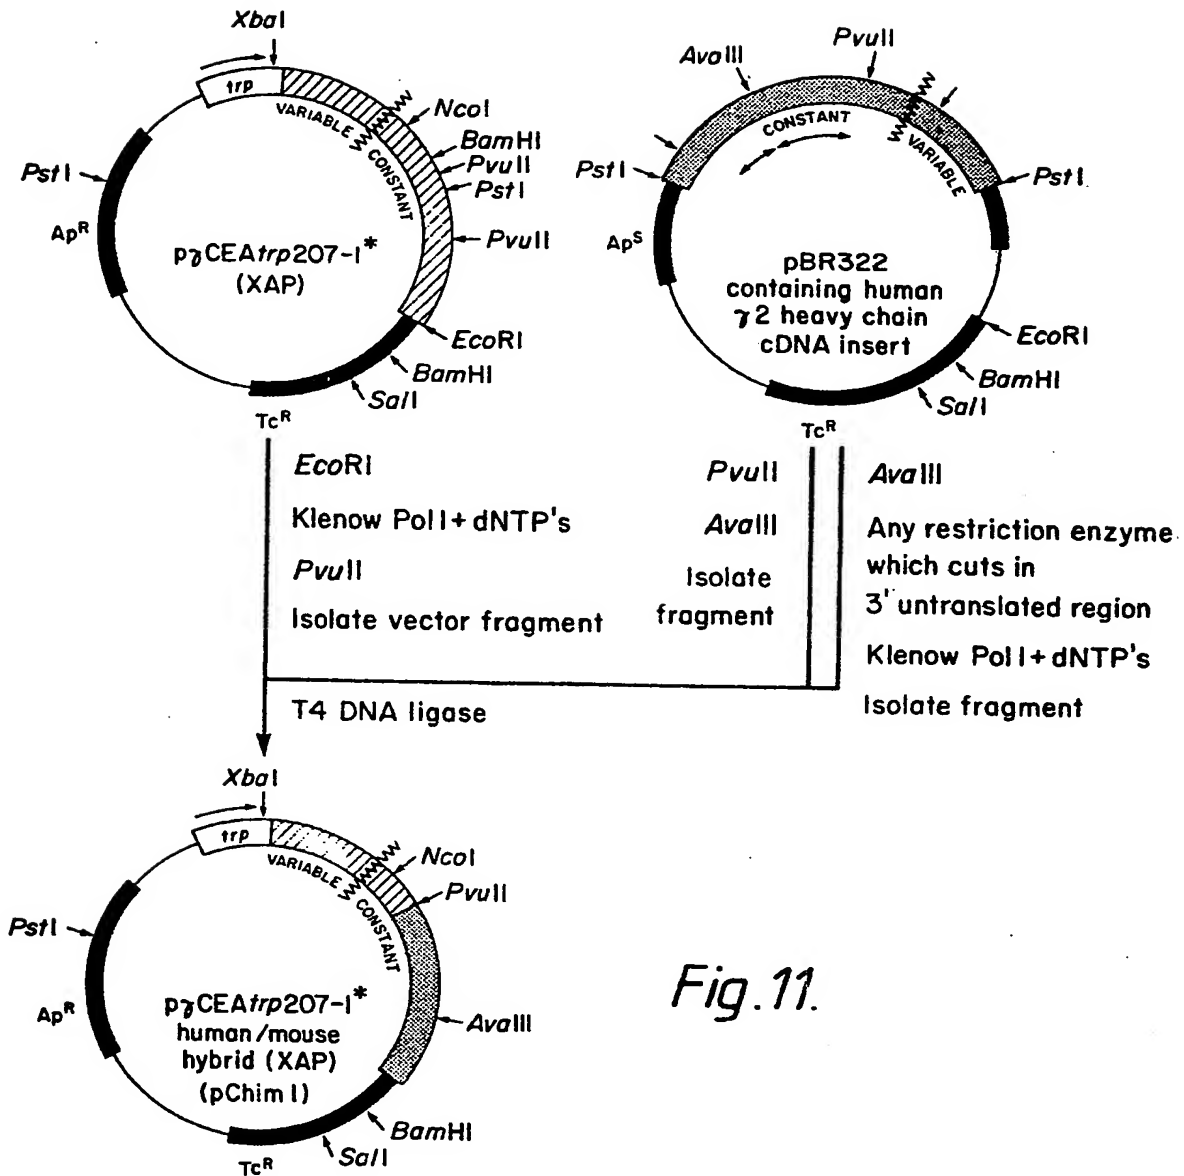 XbaI
trp
VARIABLE
CONSTANT
NcoI
BamHI
PvuII
PstI
PvuII
EcoRI
BamHI
SalI
TcR
PstI
ApR
pγCEAtrp207-1*
(XAP)
PvuII
AvaIII
CONSTANT
VARIABLE
PstI
PstI
ApS
pBR322
containing human
γ2 heavy chain
cDNA insert
EcoRI
BamHI
SalI
TcR
EcoRI
Klenow Pol I + dNTP's
PvuII
Isolate vector fragment
PvuII
AvaIII
Isolate
fragment
AvaIII
Any restriction enzyme
which cuts in
3' untranslated region
Klenow Pol I + dNTP's
Isolate fragment
T4 DNA ligase
XbaI
trp
VARIABLE
CONSTANT
NcoI
PvuII
PstI
ApR
pγCEAtrp207-1*
human/mouse
hybrid (XAP)
(pChim I)
AvaIII
BamHI
SalI
TcR
Fig.11.